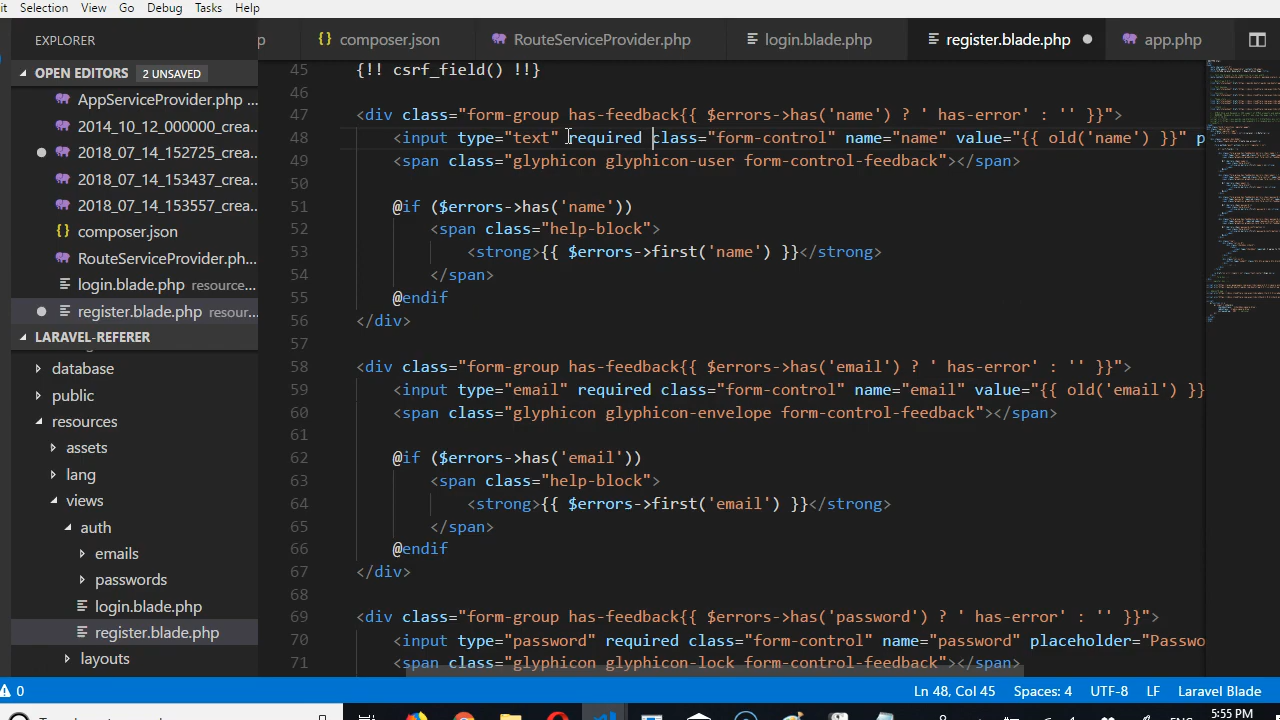 it Selection View Go Debug Tasks Help
EXPLORER
p composer.json RouteServiceProvider.php login.blade.php register.blade.php app.php
OPEN EDITORS 2 UNSAVED
AppServiceProvider.php ...
2014_10_12_000000_crea...
2018_07_14_152725_crea...
2018_07_14_153437_crea...
2018_07_14_153557_crea...
composer.json
RouteServiceProvider.ph...
login.blade.php resource...
register.blade.php resour...
LARAVEL-REFERER
database
public
resources
assets
lang
views
auth
emails
passwords
login.blade.php
register.blade.php
layouts
45 {!! csrf_field() !!}
46
47 <div class="form-group has-feedback{{ $errors->has('name') ? ' has-error' : '' }}">
48 <input type="text" required class="form-control" name="name" value="{{ old('name') }}" p
49 <span class="glyphicon glyphicon-user form-control-feedback"></span>
50
51 @if ($errors->has('name'))
52 <span class="help-block">
53 <strong>{{ $errors->first('name') }}</strong>
54 </span>
55 @endif
56 </div>
57
58 <div class="form-group has-feedback{{ $errors->has('email') ? ' has-error' : '' }}">
59 <input type="email" required class="form-control" name="email" value="{{ old('email') }}
60 <span class="glyphicon glyphicon-envelope form-control-feedback"></span>
61
62 @if ($errors->has('email'))
63 <span class="help-block">
64 <strong>{{ $errors->first('email') }}</strong>
65 </span>
66 @endif
67 </div>
68
69 <div class="form-group has-feedback{{ $errors->has('password') ? ' has-error' : '' }}">
70 <input type="password" required class="form-control" name="password" placeholder="Passwo
71 <span class="glyphicon glyphicon-lock form-control-feedback"></span>
0 Ln 48, Col 45 Spaces: 4 UTF-8 LF Laravel Blade
5:55 PM